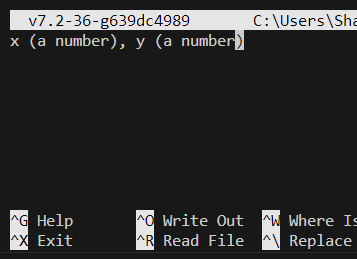 v7.2-36-g639dc4989 C:\Users\Sha
x (a number), y (a number)
^G Help ^O Write Out ^W Where Is
^X Exit ^R Read File ^\ Replace